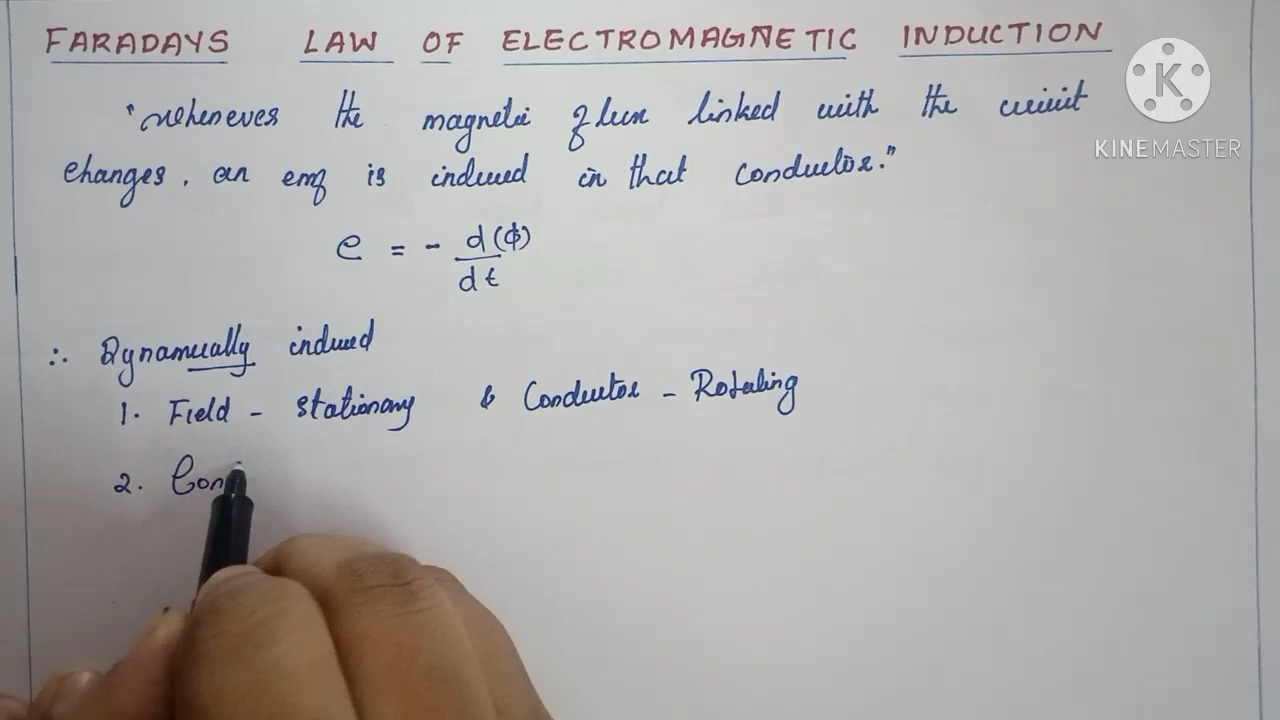 FARADAYS LAW OF ELECTROMAGNETIC INDUCTION
"whenever the magnetic flux linked with the circuit
changes, an emf is induced in that conductor."
e = - d(φ)
dt
∴ Dynamically induced
1. Field - Stationary & Conductor - Rotating
2. Con
K
KINEMASTER